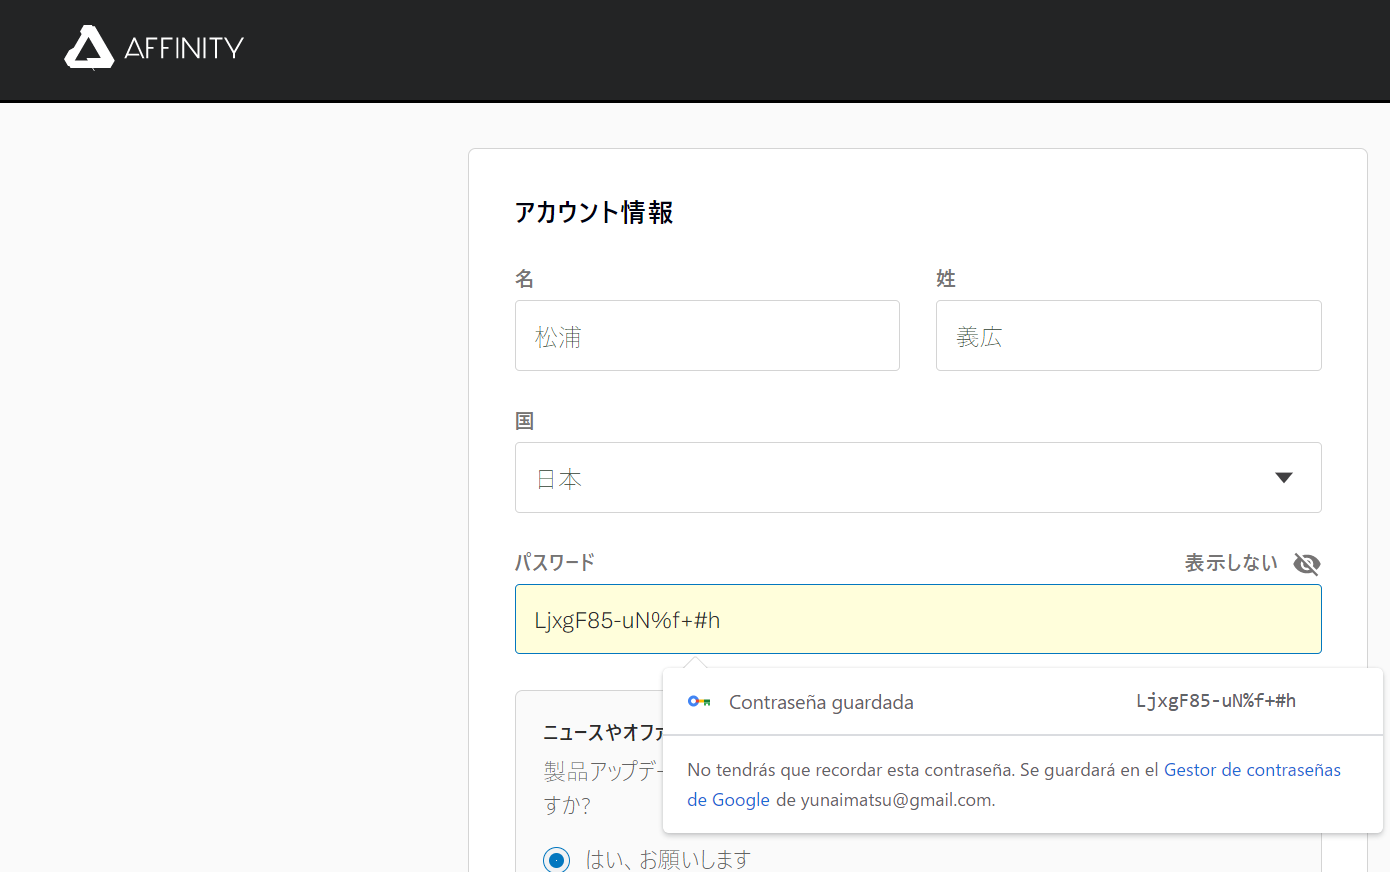 AFFINITY
アカウント情報
名 姓
松浦 義広
国
日本
パスワード 表示しない
LjxgF85-uN%f+#h
Contraseña guardada LjxgF85-uN%f+#h
No tendrás que recordar esta contraseña. Se guardará en el Gestor de contraseñas
de Google de yunaimatsu@gmail.com.
ニュースやオファ
製品アップデー
すか?
はい、お願いします